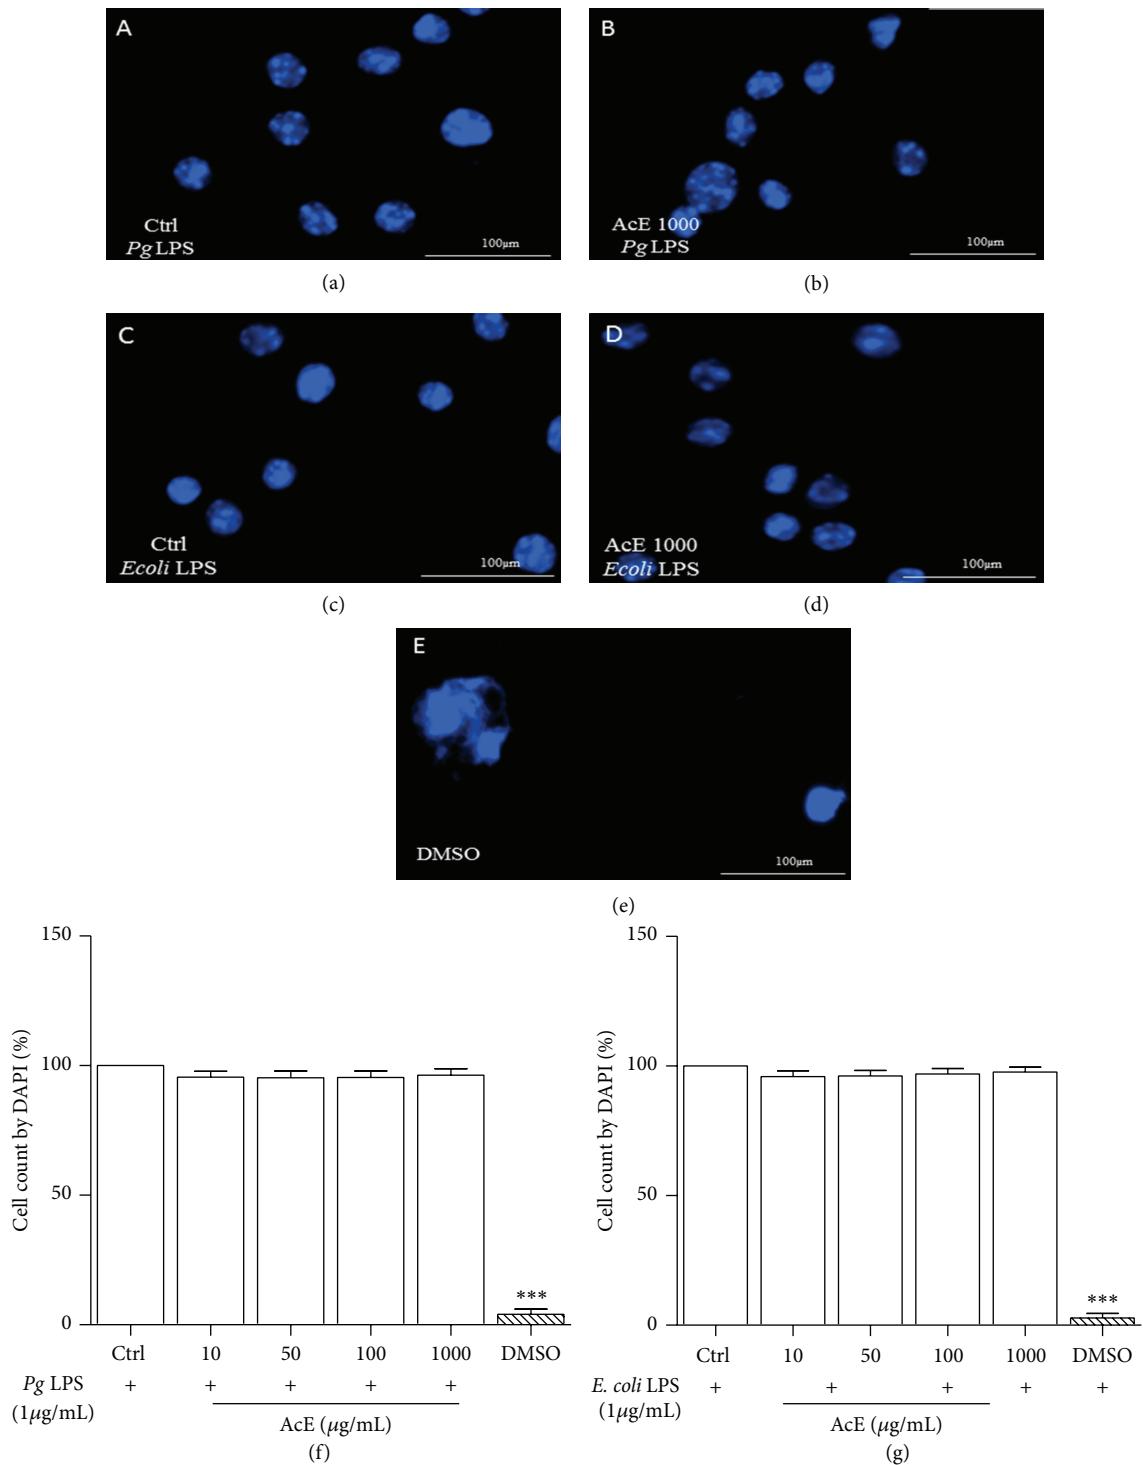 A
Ctrl
Pg LPS
100μm
(a)
B
AcE 1000
Pg LPS
100μm
(b)
C
Ctrl
Ecoli LPS
100μm
(c)
D
AcE 1000
Ecoli LPS
100μm
(d)
E
DMSO
100μm
(e)
Cell count by DAPI (%)
150
100
50
0
***
Ctrl 10 50 100 1000 DMSO
Pg LPS + + + + +
(1μg/mL)
AcE (μg/mL)
(f)
Cell count by DAPI (%)
150
100
50
0
***
Ctrl 10 50 100 1000 DMSO
E. coli LPS + + + + +
(1μg/mL)
AcE (μg/mL)
(g)